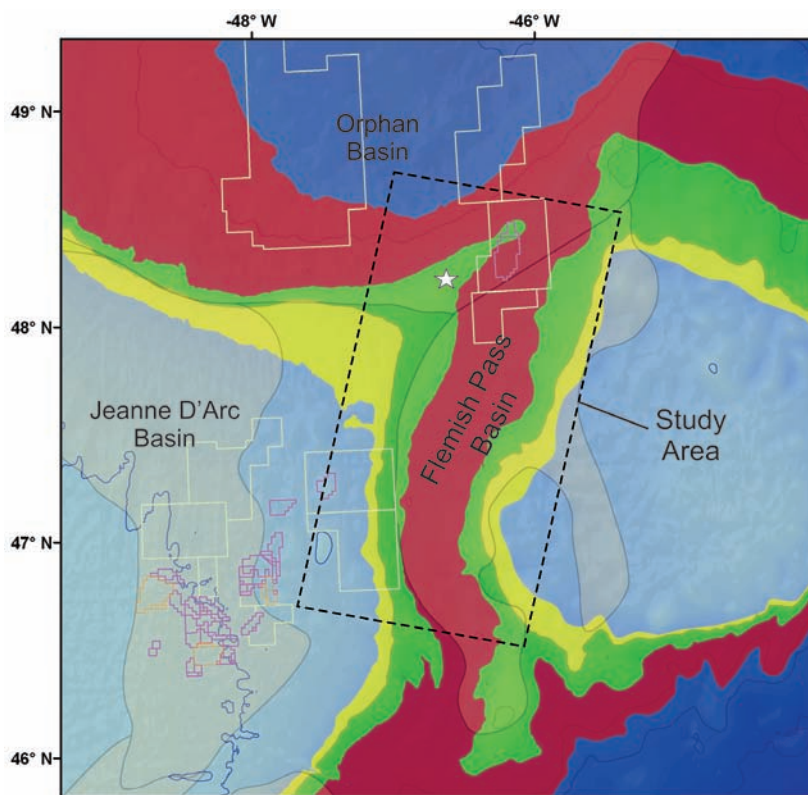 -48° W
-46° W
49° N
Orphan
Basin
48° N
Flemish Pass
Basin
Jeanne D'Arc
Basin
Study
Area
47° N
46° N